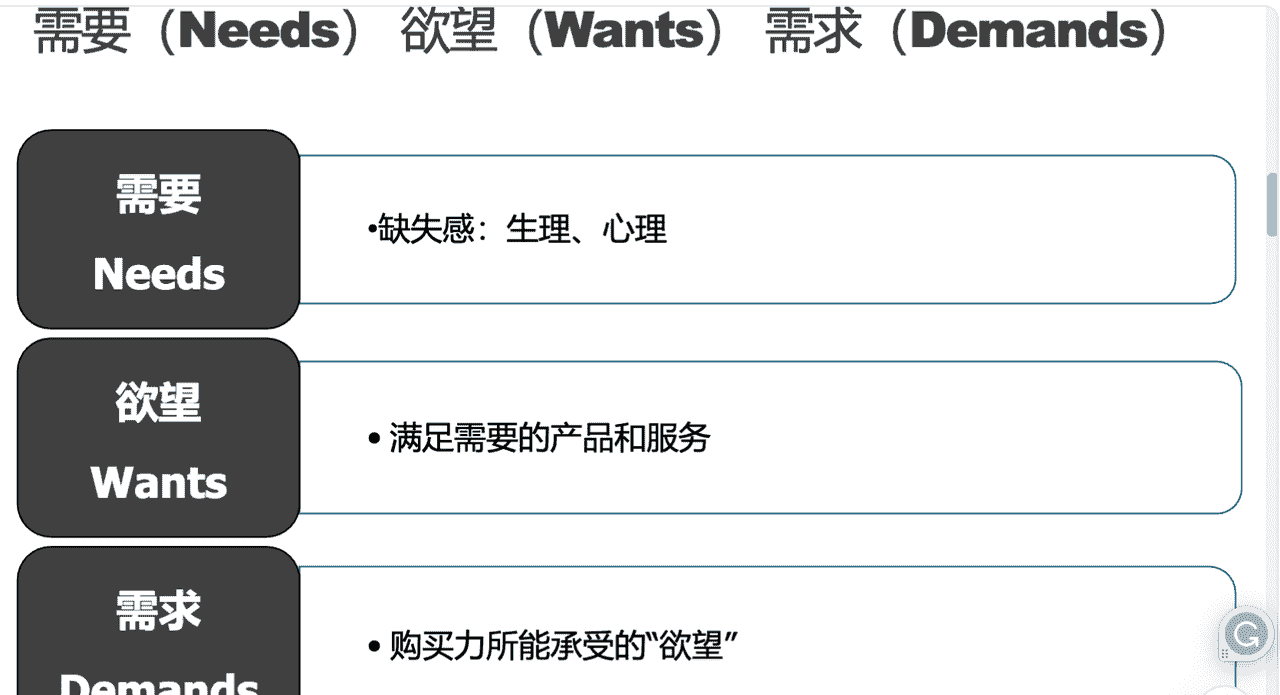 需要（Needs） 欲望（Wants） 需求（Demands）
需要
Needs
•缺失感：生理、心理
欲望
Wants
• 满足需要的产品和服务
需求
Demands
• 购买力所能承受的“欲望”